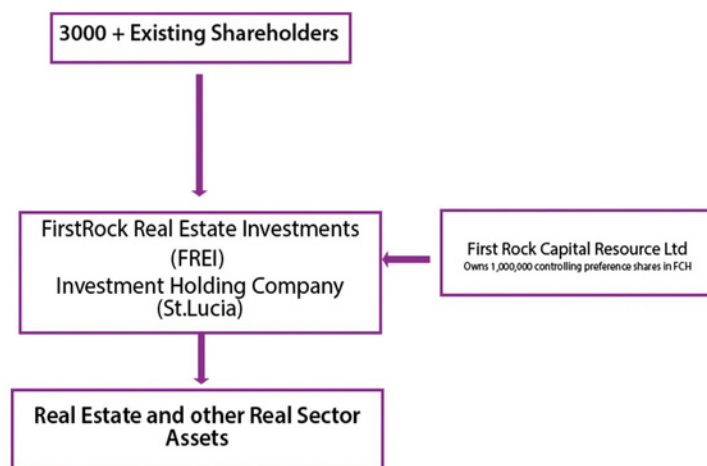 3000 + Existing Shareholders
FirstRock Real Estate Investments
(FREI)
Investment Holding Company
(St.Lucia)
First Rock Capital Resource Ltd
Owns 1,000,000 controlling preference shares in FCH
Real Estate and other Real Sector
Assets